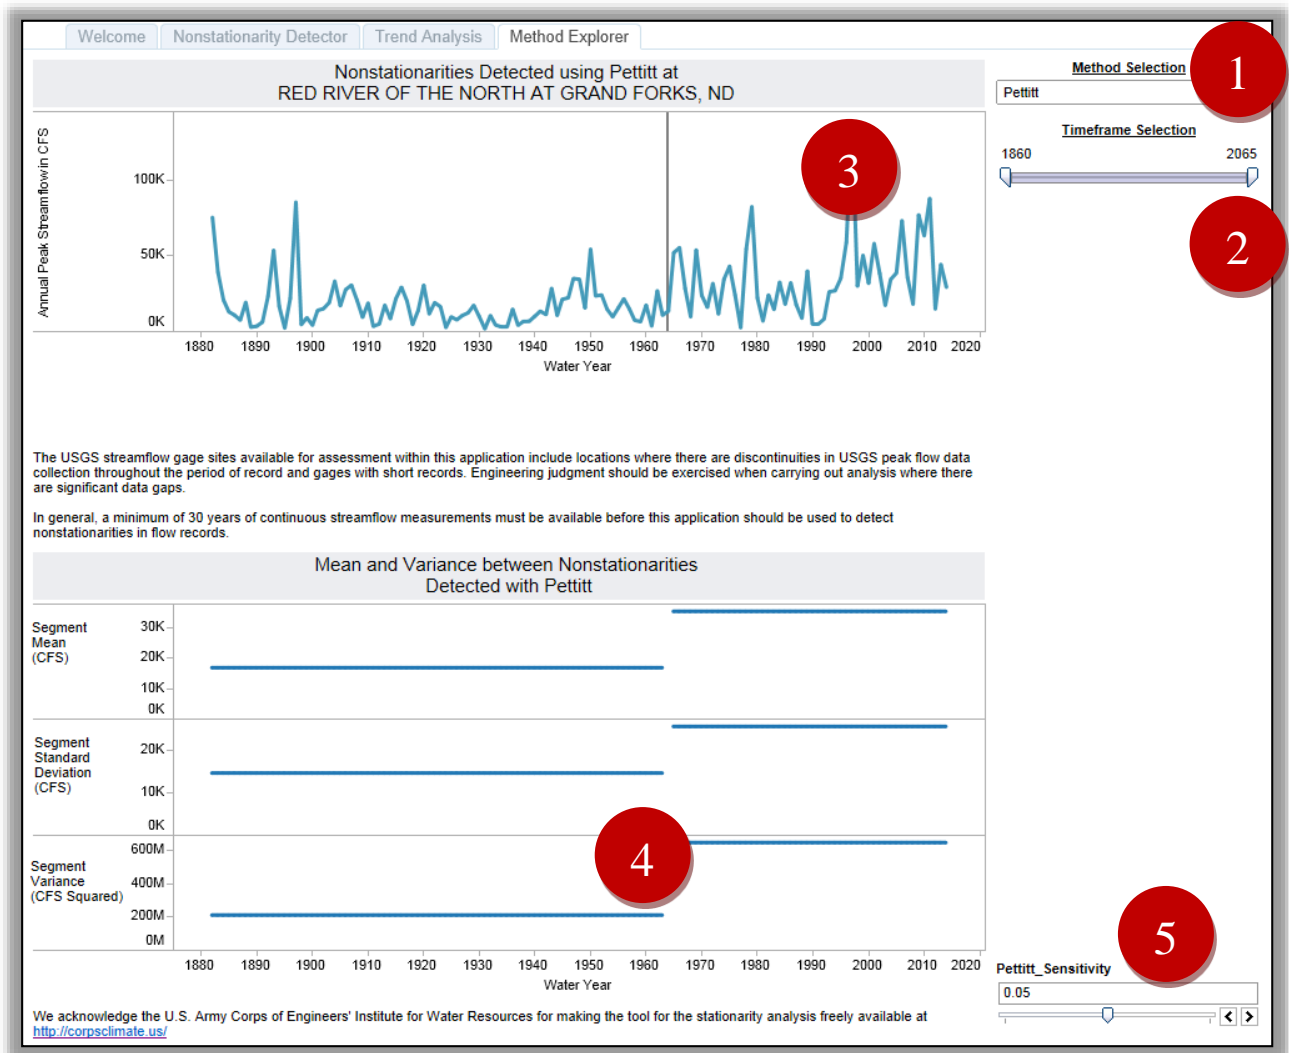 Welcome
Nonstationarity Detector
Trend Analysis
Method Explorer
Nonstationarities Detected using Pettitt at
RED RIVER OF THE NORTH AT GRAND FORKS, ND
Method Selection
1
Pettitt
Timeframe Selection
1860
2065
2
3
Annual Peak Streamflow in CFS
100K
50K
0K
1880 1890 1900 1910 1920 1930 1940 1950 1960 1970 1980 1990 2000 2010 2020
Water Year
The USGS streamflow gage sites available for assessment within this application include locations where there are discontinuities in USGS peak flow data
collection throughout the period of record and gages with short records. Engineering judgment should be exercised when carrying out analysis where there
are significant data gaps.
In general, a minimum of 30 years of continuous streamflow measurements must be available before this application should be used to detect
nonstationarities in flow records.
Mean and Variance between Nonstationarities
Detected with Pettitt
Segment
Mean
(CFS)
30K
20K
10K
0K
Segment
Standard
Deviation
(CFS)
20K
10K
0K
Segment
Variance
(CFS Squared)
600M
400M
200M
0M
4
1880 1890 1900 1910 1920 1930 1940 1950 1960 1970 1980 1990 2000 2010 2020
Water Year
5
Pettitt_Sensitivity
0.05
We acknowledge the U.S. Army Corps of Engineers' Institute for Water Resources for making the tool for the stationarity analysis freely available at
http://corpsclimate.us/